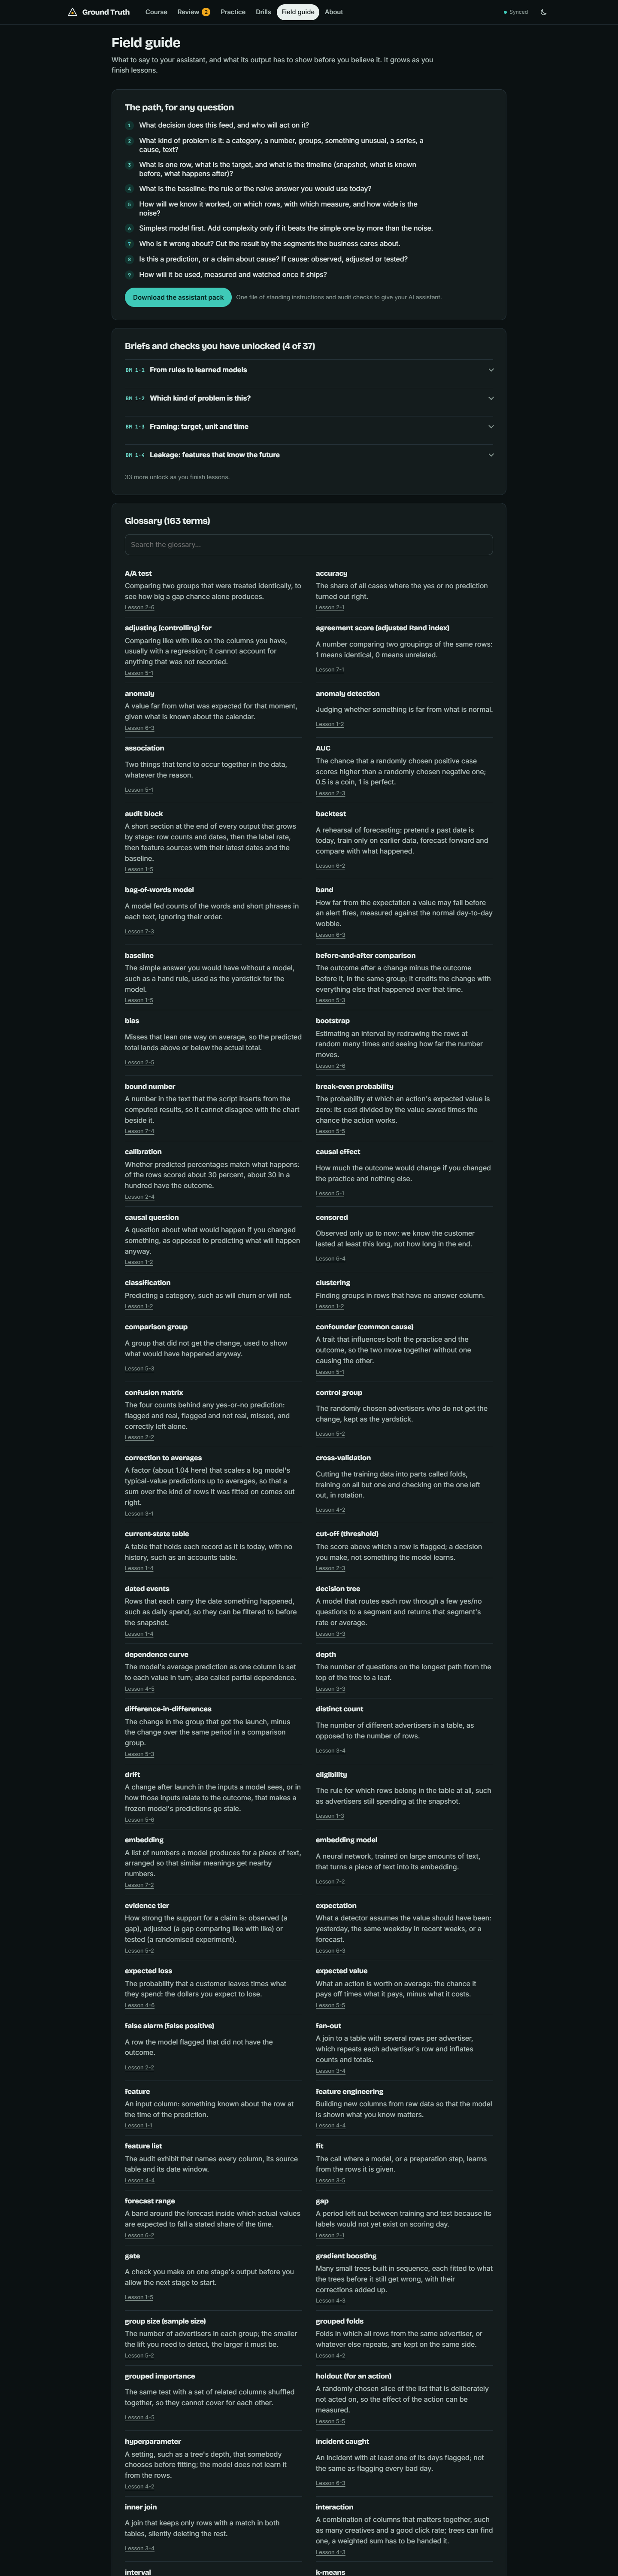 Ground Truth
Course
Review 2
Practice
Drills
Field guide
About
Synced
Field guide
What to say to your assistant, and what its output has to show before you believe it. It grows as you
finish lessons.
The path, for any question
1 What decision does this feed, and who will act on it?
2 What kind of problem is it: a category, a number, groups, something unusual, a series, a
cause, text?
3 What is one row, what is the target, and what is the timeline (snapshot, what is known
before, what happens after)?
4 What is the baseline: the rule or the naive answer you would use today?
5 How will we know it worked, on which rows, with which measure, and how wide is the
noise?
6 Simplest model first. Add complexity only if it beats the simple one by more than the noise.
7 Who is it wrong about? Cut the result by the segments the business cares about.
8 Is this a prediction, or a claim about cause? If cause: observed, adjusted or tested?
9 How will it be used, measured and watched once it ships?
Download the assistant pack
One file of standing instructions and audit checks to give your AI assistant.
Briefs and checks you have unlocked (4 of 37)
BM 1-1 From rules to learned models
BM 1-2 Which kind of problem is this?
BM 1-3 Framing: target, unit and time
BM 1-4 Leakage: features that know the future
33 more unlock as you finish lessons.
Glossary (163 terms)
Search the glossary...
A/A test
Comparing two groups that were treated identically, to
see how big a gap chance alone produces.
Lesson 2-6
accuracy
The share of all cases where the yes or no prediction
turned out right.
Lesson 2-1
adjusting (controlling) for
Comparing like with like on the columns you have,
usually with a regression; it cannot account for
anything that was not recorded.
Lesson 5-1
agreement score (adjusted Rand index)
A number comparing two groupings of the same rows:
1 means identical, 0 means unrelated.
Lesson 7-1
anomaly
A value far from what was expected for that moment,
given what is known about the calendar.
Lesson 6-3
anomaly detection
Judging whether something is far from what is normal.
Lesson 1-2
association
Two things that tend to occur together in the data,
whatever the reason.
Lesson 5-1
AUC
The chance that a randomly chosen positive case
scores higher than a randomly chosen negative one;
0.5 is a coin, 1 is perfect.
Lesson 2-3
audit block
A short section at the end of every output that grows
by stage: row counts and dates, then the label rate,
then feature sources with their latest dates and the
baseline.
Lesson 1-5
backtest
A rehearsal of forecasting: pretend a past date is
today, train only on earlier data, forecast forward and
compare with what happened.
Lesson 6-2
bag-of-words model
A model fed counts of the words and short phrases in
each text, ignoring their order.
Lesson 7-3
band
How far from the expectation a value may fall before
an alert fires, measured against the normal day-to-day
wobble.
Lesson 6-3
baseline
The simple answer you would have without a model,
such as a hand rule, used as the yardstick for the
model.
Lesson 1-5
before-and-after comparison
The outcome after a change minus the outcome
before it, in the same group; it credits the change with
everything else that happened over that time.
Lesson 5-3
bias
Misses that lean one way on average, so the predicted
total lands above or below the actual total.
Lesson 2-5
bootstrap
Estimating an interval by redrawing the rows at
random many times and seeing how far the number
moves.
Lesson 2-6
bound number
A number in the text that the script inserts from the
computed results, so it cannot disagree with the chart
beside it.
Lesson 7-4
break-even probability
The probability at which an action's expected value is
zero: its cost divided by the value saved times the
chance the action works.
Lesson 5-5
calibration
Whether predicted percentages match what happens:
of the rows scored about 30 percent, about 30 in a
hundred have the outcome.
Lesson 2-4
causal effect
How much the outcome would change if you changed
the practice and nothing else.
Lesson 5-1
causal question
A question about what would happen if you changed
something, as opposed to predicting what will happen
anyway.
Lesson 1-2
censored
Observed only up to now: we know the customer
lasted at least this long, not how long in the end.
Lesson 6-4
classification
Predicting a category, such as will churn or will not.
Lesson 1-2
clustering
Finding groups in rows that have no answer column.
Lesson 1-2
comparison group
A group that did not get the change, used to show
what would have happened anyway.
Lesson 5-3
confounder (common cause)
A trait that influences both the practice and the
outcome, so the two move together without one
causing the other.
Lesson 5-1
confusion matrix
The four counts behind any yes-or-no prediction:
flagged and real, flagged and not real, missed, and
correctly left alone.
Lesson 2-2
control group
The randomly chosen advertisers who do not get the
change, kept as the yardstick.
Lesson 5-2
correction to averages
A factor (about 1.04 here) that scales a log model's
typical-value predictions up to averages, so that a
sum over the kind of rows it was fitted on comes out
right.
Lesson 3-1
cross-validation
Cutting the training data into parts called folds,
training on all but one and checking on the one left
out, in rotation.
Lesson 4-2
current-state table
A table that holds each record as it is today, with no
history, such as an accounts table.
Lesson 1-4
cut-off (threshold)
The score above which a row is flagged; a decision
you make, not something the model learns.
Lesson 2-3
dated events
Rows that each carry the date something happened,
such as daily spend, so they can be filtered to before
the snapshot.
Lesson 1-4
decision tree
A model that routes each row through a few yes/no
questions to a segment and returns that segment's
rate or average.
Lesson 3-3
dependence curve
The model's average prediction as one column is set
to each value in turn; also called partial dependence.
Lesson 4-5
depth
The number of questions on the longest path from the
top of the tree to a leaf.
Lesson 3-3
difference-in-differences
The change in the group that got the launch, minus
the change over the same period in a comparison
group.
Lesson 5-3
distinct count
The number of different advertisers in a table, as
opposed to the number of rows.
Lesson 3-4
drift
A change after launch in the inputs a model sees, or in
how those inputs relate to the outcome, that makes a
frozen model's predictions go stale.
Lesson 5-6
eligibility
The rule for which rows belong in the table at all, such
as advertisers still spending at the snapshot.
Lesson 1-3
embedding
A list of numbers a model produces for a piece of text,
arranged so that similar meanings get nearby
numbers.
Lesson 7-2
embedding model
A neural network, trained on large amounts of text,
that turns a piece of text into its embedding.
Lesson 7-2
evidence tier
How strong the support for a claim is: observed (a
gap), adjusted (a gap comparing like with like) or
tested (a randomised experiment).
Lesson 5-2
expectation
What a detector assumes the value should have been:
yesterday, the same weekday in recent weeks, or a
forecast.
Lesson 6-3
expected loss
The probability that a customer leaves times what
they spend: the dollars you expect to lose.
Lesson 4-6
expected value
What an action is worth on average: the chance it
pays off times what it pays, minus what it costs.
Lesson 5-5
false alarm (false positive)
A row the model flagged that did not have the
outcome.
Lesson 2-2
fan-out
A join to a table with several rows per advertiser,
which repeats each advertiser's row and inflates
counts and totals.
Lesson 3-4
feature
An input column: something known about the row at
the time of the prediction.
Lesson 1-1
feature engineering
Building new columns from raw data so that the model
is shown what you know matters.
Lesson 4-4
feature list
The audit exhibit that names every column, its source
table and its date window.
Lesson 4-4
fit
The call where a model, or a preparation step, learns
from the rows it is given.
Lesson 3-5
forecast range
A band around the forecast inside which actual values
are expected to fall a stated share of the time.
Lesson 6-2
gap
A period left out between training and test because its
labels would not yet exist on scoring day.
Lesson 2-1
gate
A check you make on one stage's output before you
allow the next stage to start.
Lesson 1-5
gradient boosting
Many small trees built in sequence, each fitted to what
the trees before it still get wrong, with their
corrections added up.
Lesson 4-3
group size (sample size)
The number of advertisers in each group; the smaller
the lift you need to detect, the larger it must be.
Lesson 5-2
grouped folds
Folds in which all rows from the same advertiser, or
whatever else repeats, are kept on the same side.
Lesson 4-2
grouped importance
The same test with a set of related columns shuffled
together, so they cannot cover for each other.
Lesson 4-5
holdout (for an action)
A randomly chosen slice of the list that is deliberately
not acted on, so the effect of the action can be
measured.
Lesson 5-5
hyperparameter
A setting, such as a tree's depth, that somebody
chooses before fitting; the model does not learn it
from the rows.
Lesson 4-2
incident caught
An incident with at least one of its days flagged; not
the same as flagging every bad day.
Lesson 6-3
inner join
A join that keeps only rows with a match in both
tables, silently deleting the rest.
Lesson 3-4
interaction
A combination of columns that matters together, such
as many creatives and a good click rate; trees can find
one, a weighted sum has to be handed it.
Lesson 4-3
interval
k-means